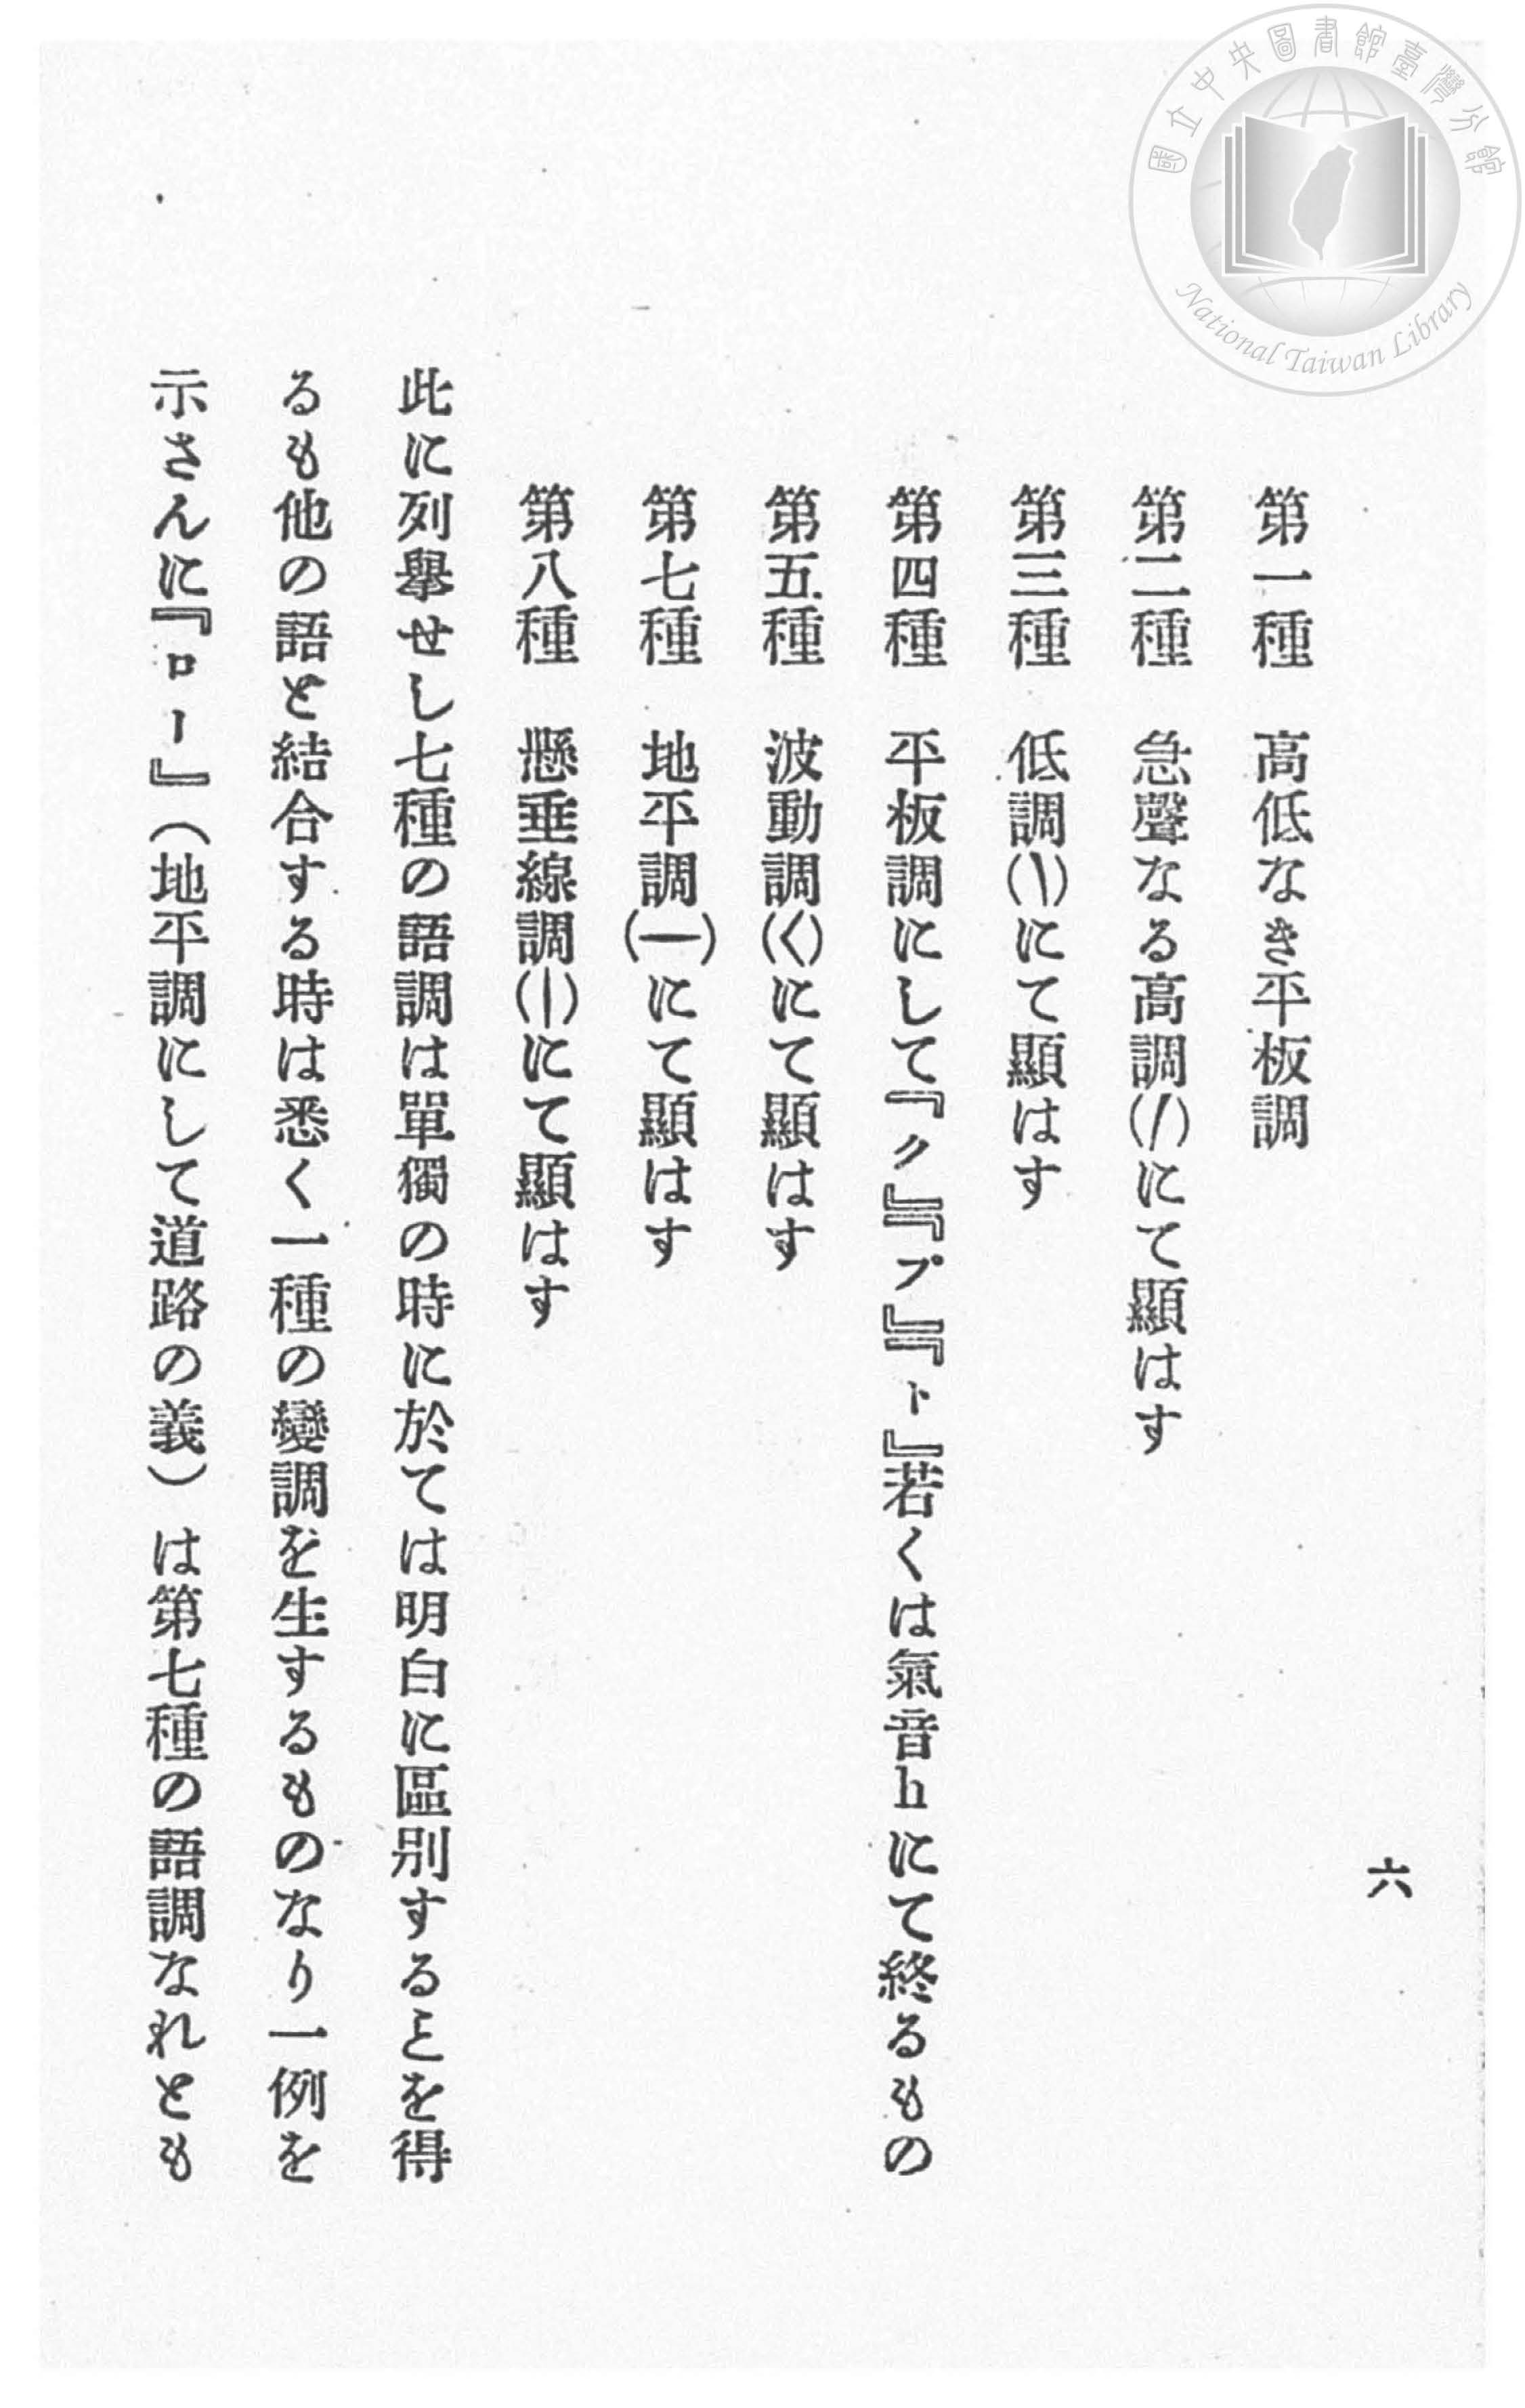 國立中央圖書館臺灣分館
National Taiwan Library
六
第一種　高低なき平板調
第二種　急聲なる高調(/)にて顯はす
第三種　低調(\)にて顯はす
第四種　平板調にして『ㇰ』『ㇷ゚』『ㇳ』若くは氣音hにて終るもの
第五種　波動調(く)にて顯はす
第七種　地平調(一)にて顯はす
第八種　懸垂線調(|)にて顯はす
此に列擧せし七種の語調は單獨の時に於ては明白に區別することを得
るも他の語と結合する時は悉く一種の變調を生するものなり一例を
示さんに『ロー』(地平調にして道路の義)は第七種の語調なれとも